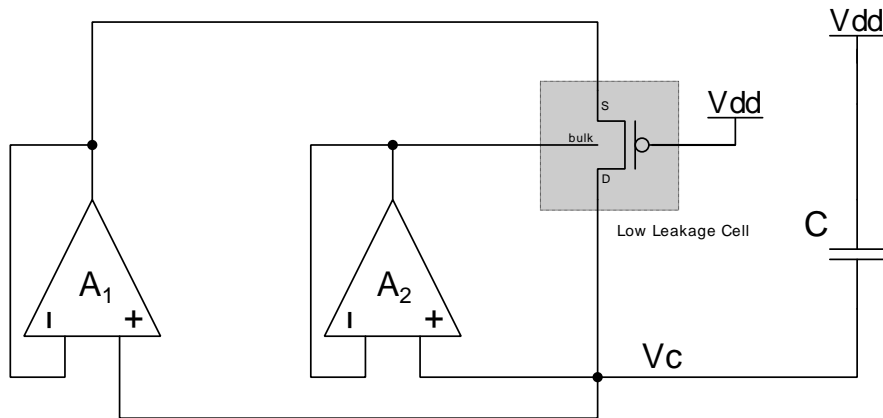 Vdd
S
Vdd
bulk
D
Low Leakage Cell
C
A1
A2
- +
- +
Vc